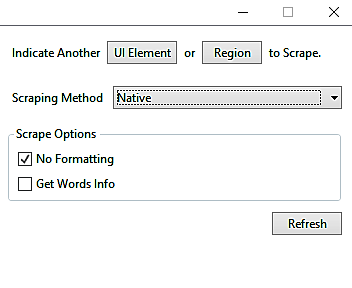 Indicate Another UI Element or Region to Scrape.
Scraping Method Native
Scrape Options
No Formatting
Get Words Info
Refresh